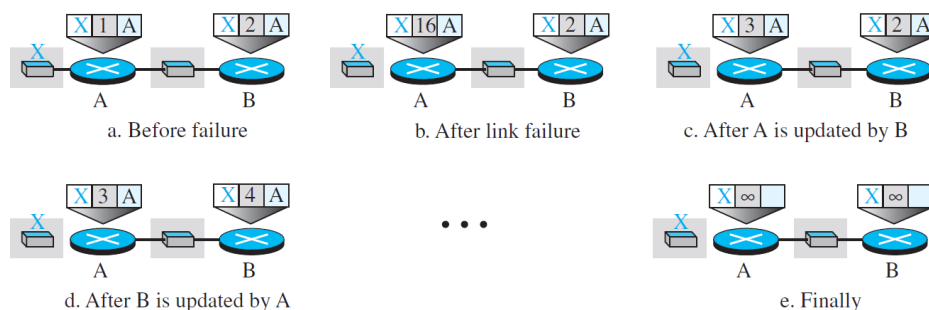 X 1 A
X 2 A
X
A
B
a. Before failure
X 16 A
X 2 A
X
A
B
b. After link failure
X 3 A
X 2 A
X
A
B
c. After A is updated by B
X 3 A
X 4 A
X
A
B
d. After B is updated by A
• • •
X ∞
X ∞
X
A
B
e. Finally